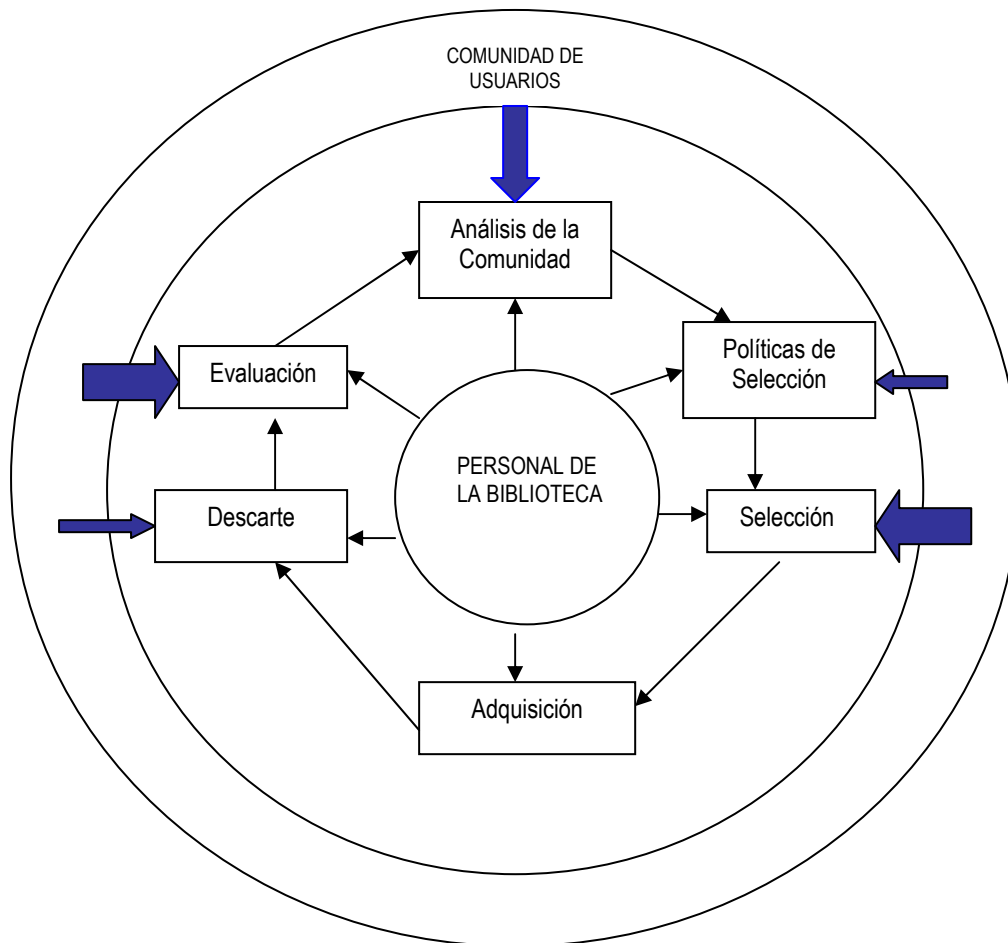 COMUNIDAD DE
USUARIOS
Análisis de la
Comunidad
Políticas de
Selección
Evaluación
PERSONAL DE
LA BIBLIOTECA
Descarte
Selección
Adquisición